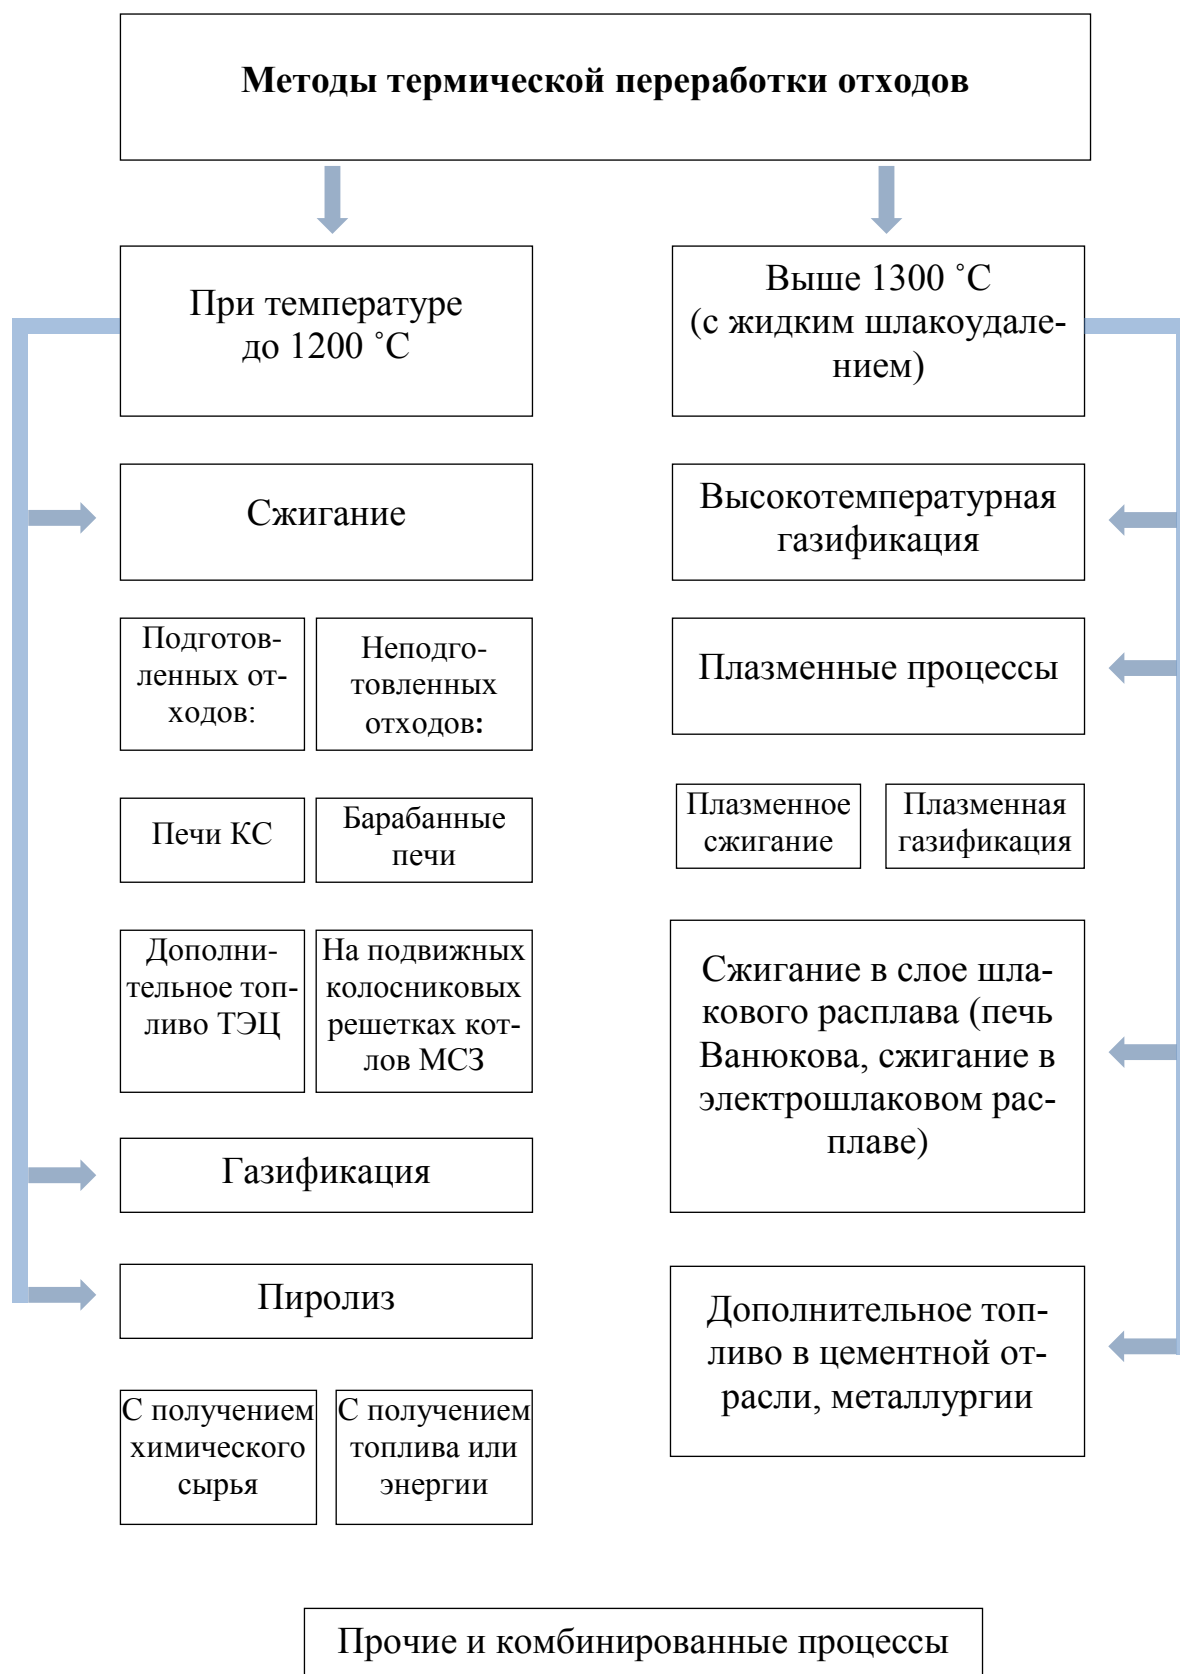 Методы термической переработки отходов
При температуре
до 1200 ˚С
Выше 1300 ˚С
(с жидким шлакоудале-
нием)
Сжигание
Высокотемпературная
газификация
Подготов-
ленных от-
ходов:
Неподго-
товленных
отходов:
Плазменные процессы
Печи КС
Барабанные
печи
Плазменное
сжигание
Плазменная
газификация
Дополни-
тельное топ-
ливо ТЭЦ
На подвижных
колосниковых
решетках кот-
лов МСЗ
Сжигание в слое шла-
кового расплава (печь
Ванюкова, сжигание в
электрошлаковом рас-
плаве)
Газификация
Пиролиз
Дополнительное топ-
ливо в цементной от-
расли, металлургии
С получением
химического
сырья
С получением
топлива или
энергии
Прочие и комбинированные процессы